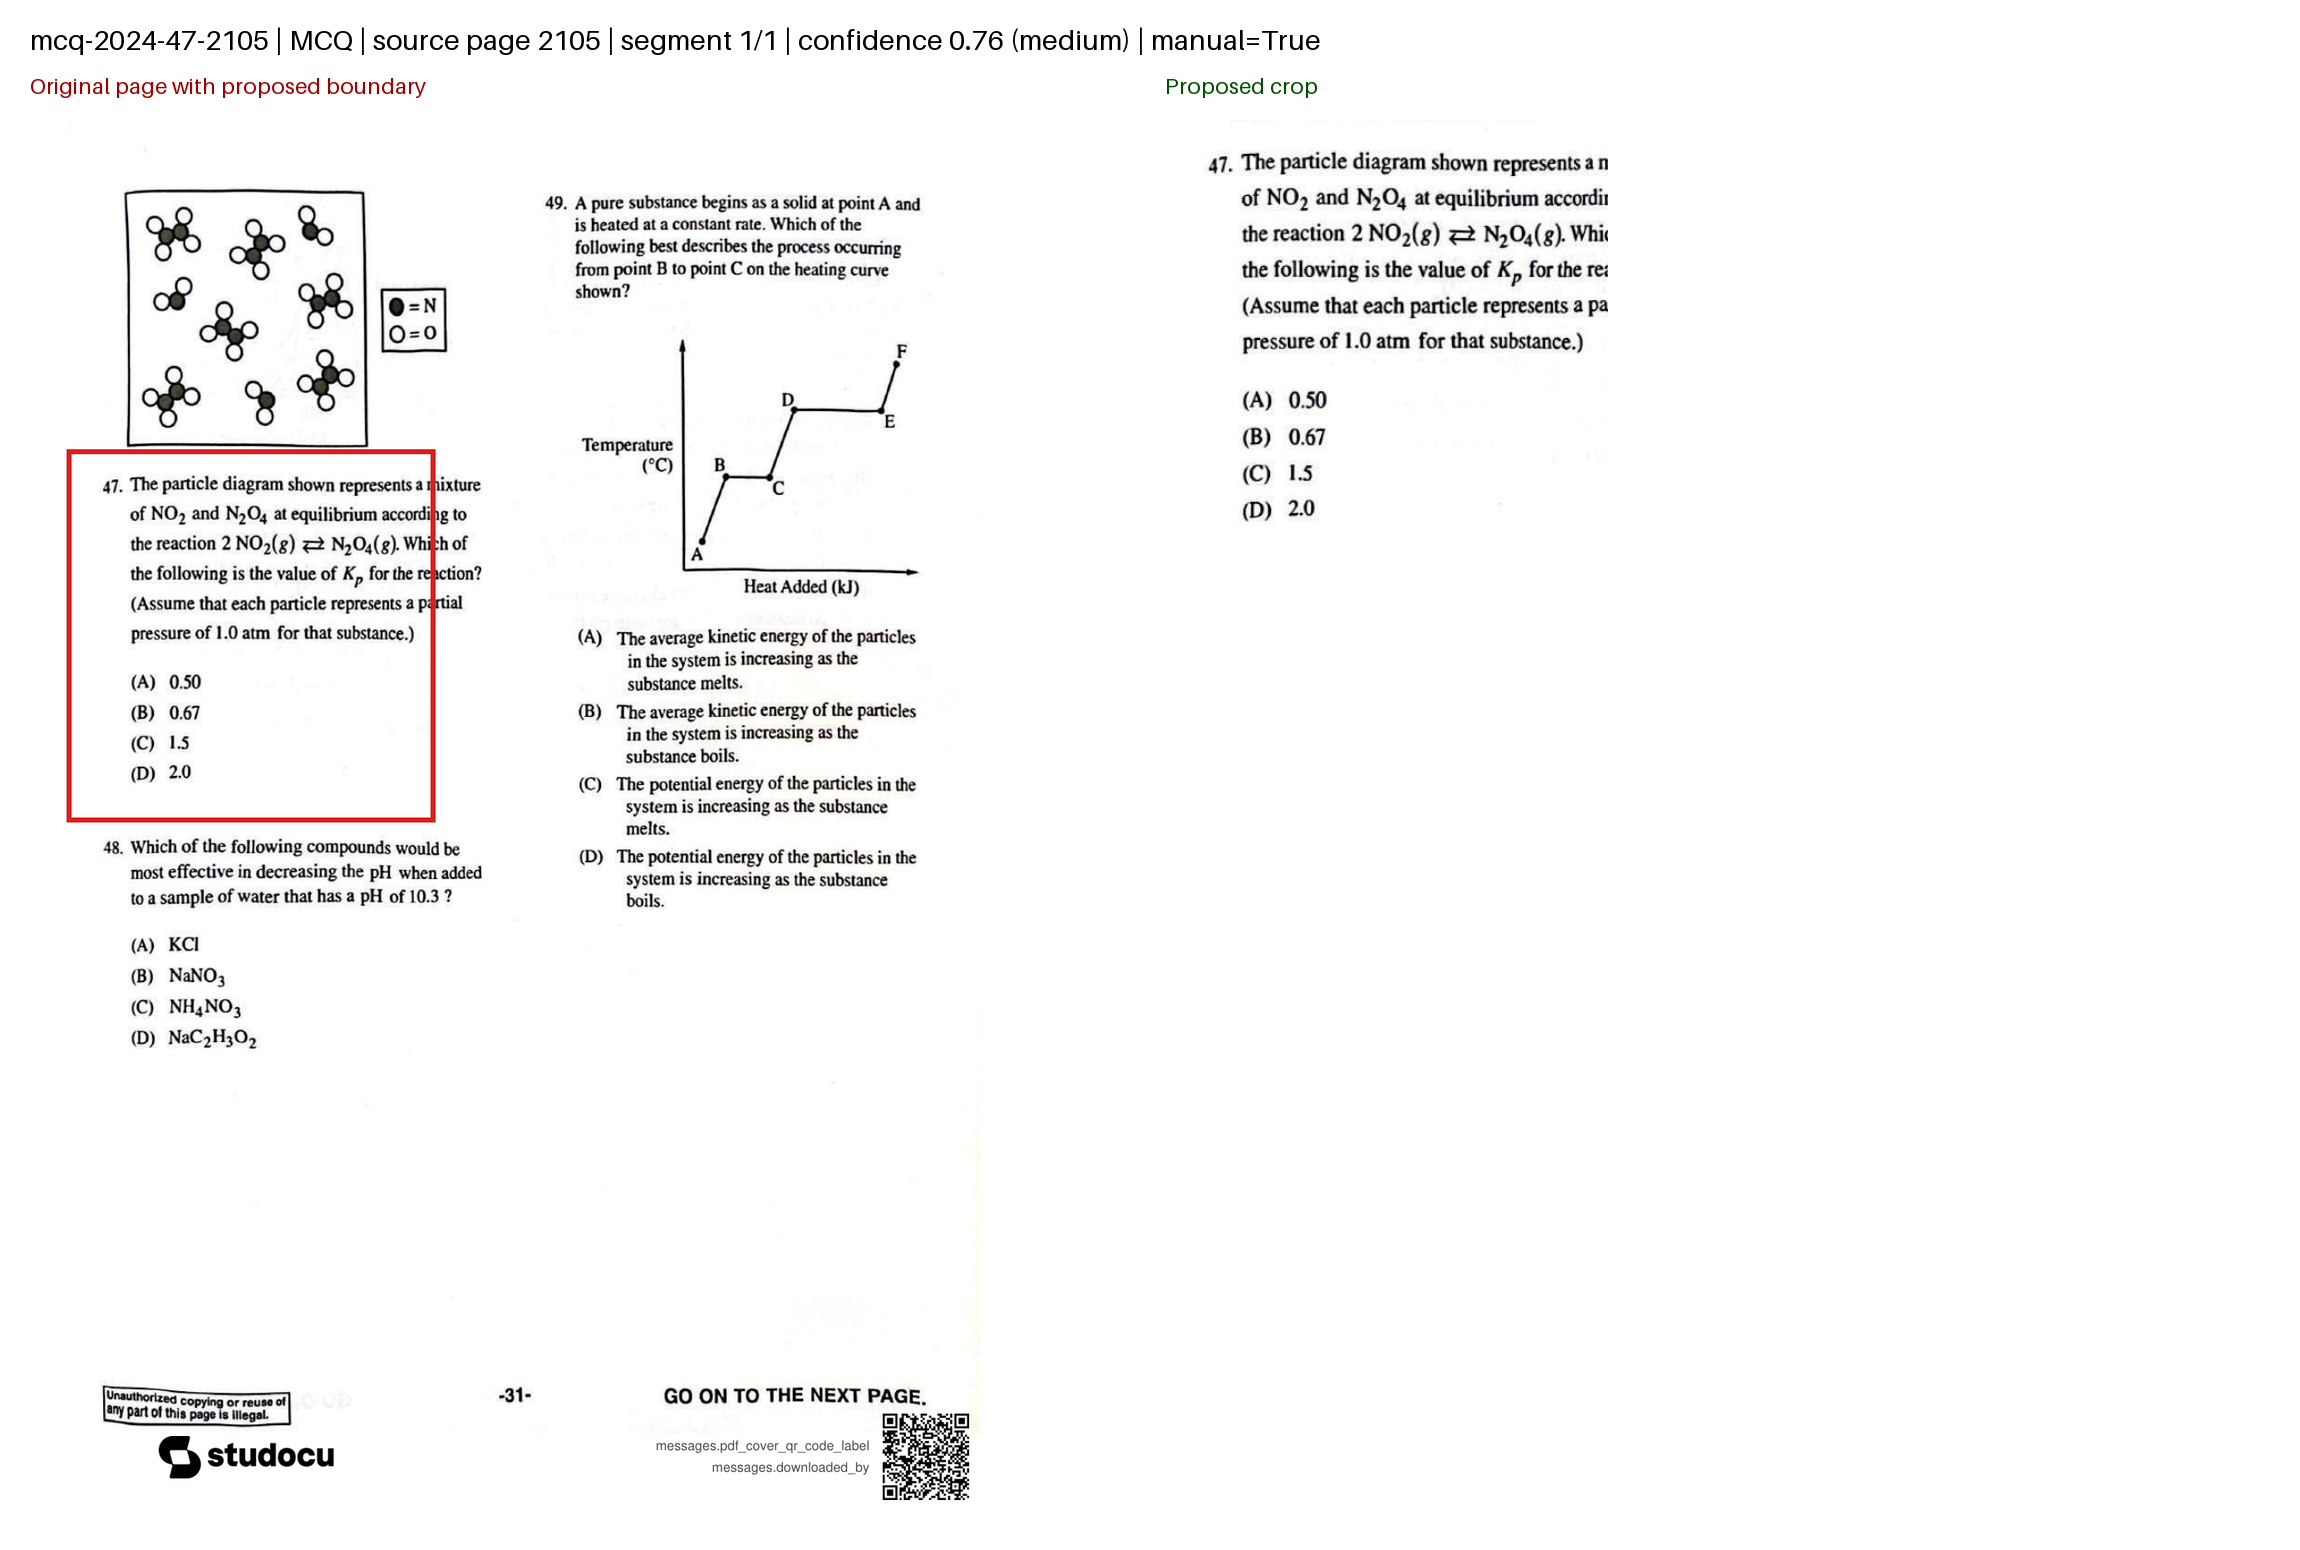 mcq-2024-47-2105 | MCQ | source page 2105 | segment 1/1 | confidence 0.76 (medium) | manual=True
Original page with proposed boundary
Proposed crop
= N
= O
47. The particle diagram shown represents a mixture
of NO₂ and N₂O₄ at equilibrium according to
the reaction 2 NO₂(g) ⇄ N₂O₄(g). Which of
the following is the value of Kₚ for the reaction?
(Assume that each particle represents a partial
pressure of 1.0 atm for that substance.)
(A) 0.50
(B) 0.67
(C) 1.5
(D) 2.0
48. Which of the following compounds would be
most effective in decreasing the pH when added
to a sample of water that has a pH of 10.3 ?
(A) KCl
(B) NaNO₃
(C) NH₄NO₃
(D) NaC₂H₃O₂
49. A pure substance begins as a solid at point A and
is heated at a constant rate. Which of the
following best describes the process occurring
from point B to point C on the heating curve
shown?
F
D
E
Temperature
(°C)
B
C
A
Heat Added (kJ)
(A) The average kinetic energy of the particles
in the system is increasing as the
substance melts.
(B) The average kinetic energy of the particles
in the system is increasing as the
substance boils.
(C) The potential energy of the particles in the
system is increasing as the substance
melts.
(D) The potential energy of the particles in the
system is increasing as the substance
boils.
Unauthorized copying or reuse of
any part of this page is illegal.
-31-
GO ON TO THE NEXT PAGE.
studocu
messages.pdf_cover_qr_code_label
messages.downloaded_by
47. The particle diagram shown represents a
of NO₂ and N₂O₄ at equilibrium accordin
the reaction 2 NO₂(g) ⇄ N₂O₄(g). Whic
the following is the value of Kₚ for the rea
(Assume that each particle represents a pa
pressure of 1.0 atm for that substance.)
(A) 0.50
(B) 0.67
(C) 1.5
(D) 2.0